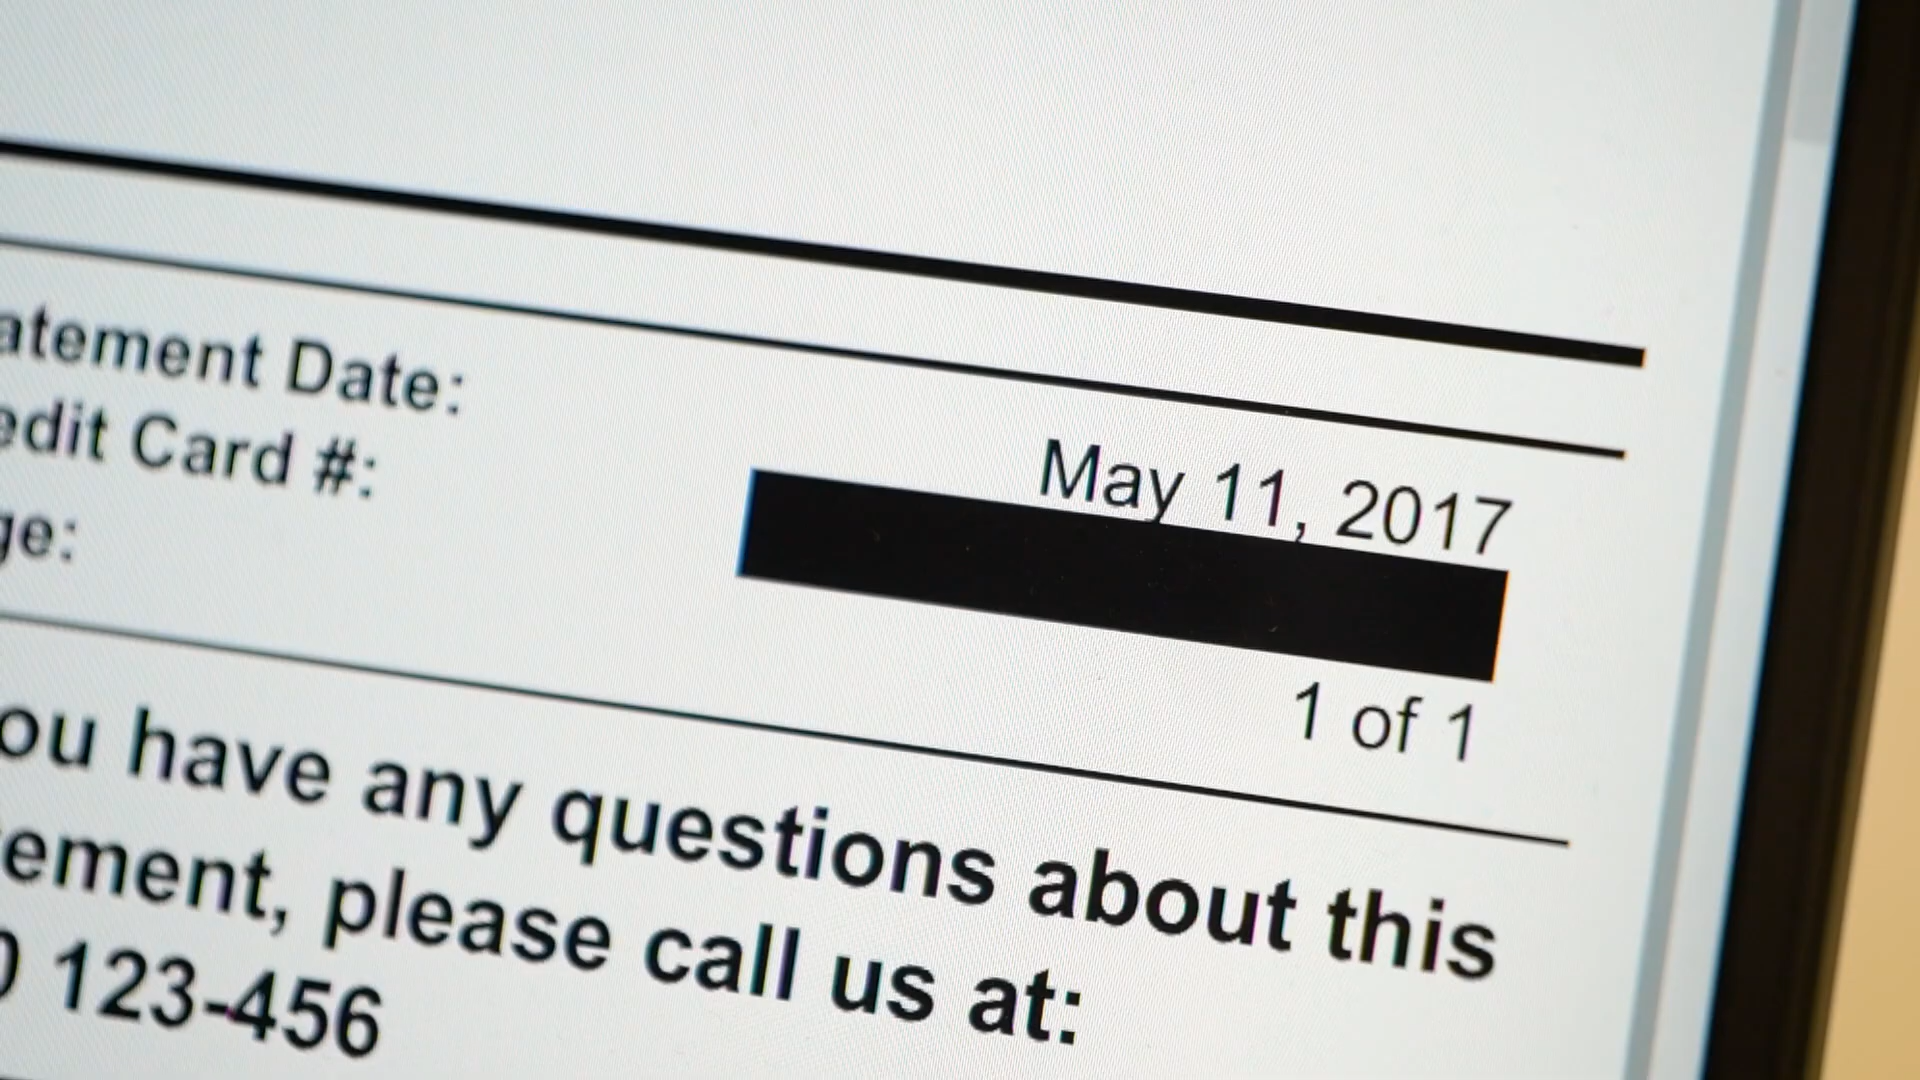 atement Date: May 11, 2017
edit Card #:
ge: 1 of 1
ou have any questions about this
ement, please call us at:
) 123-456